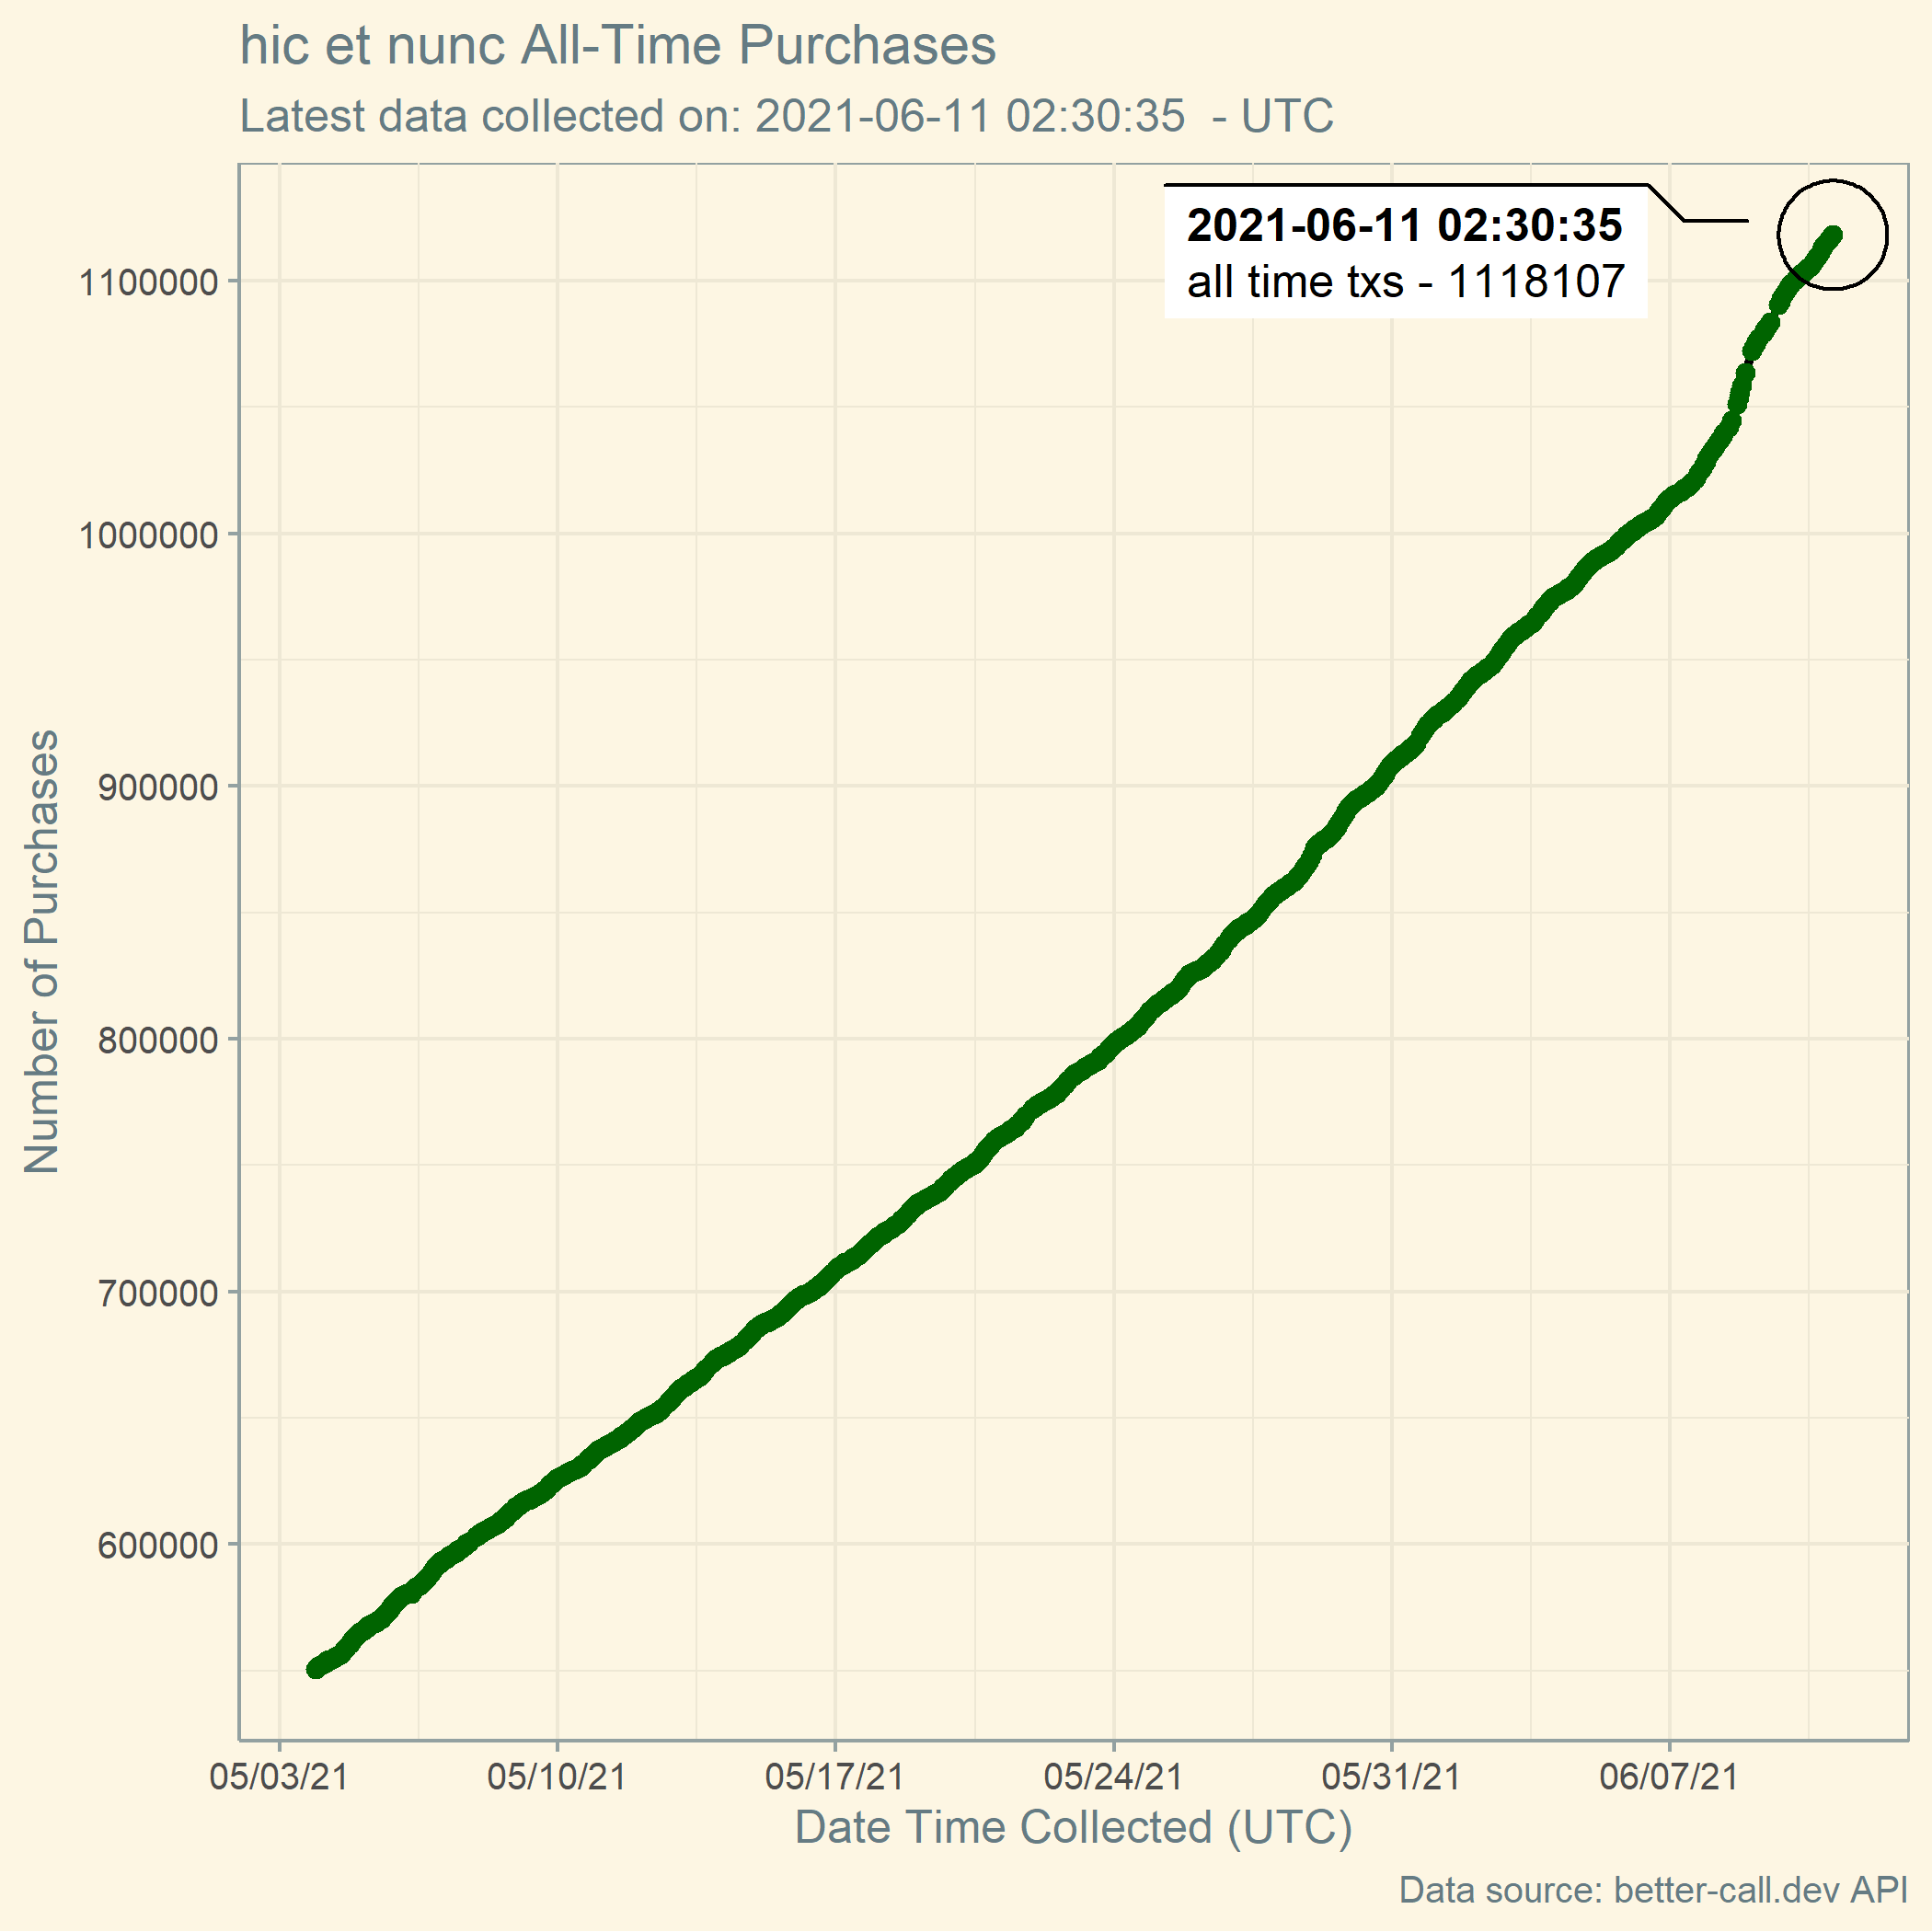 hic et nunc All-Time Purchases
Latest data collected on: 2021-06-11 02:30:35  - UTC
2021-06-11 02:30:35
all time txs - 1118107
1100000
1000000
900000
800000
700000
600000
Number of Purchases
05/03/21 05/10/21 05/17/21 05/24/21 05/31/21 06/07/21
Date Time Collected (UTC)
Data source: better-call.dev API